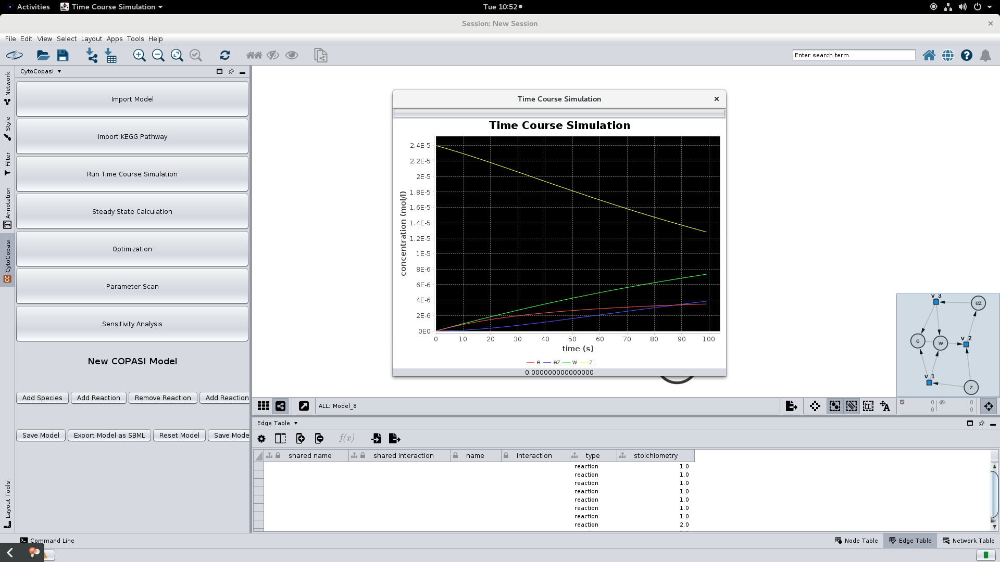 Activities
Time Course Simulation
Tue 10:52
Session: New Session
File Edit View Select Layout Apps Tools Help
Enter search term...
CytoCopasi
Network
Style
Filter
Annotation
CytoCopasi
Layout Tools
Import Model
Import KEGG Pathway
Run Time Course Simulation
Steady State Calculation
Optimization
Parameter Scan
Sensitivity Analysis
New COPASI Model
Add Species
Add Reaction
Remove Reaction
Add Reaction
Save Model
Export Model as SBML
Reset Model
Save Mode
Time Course Simulation
Time Course Simulation
concentration (mol/l)
2.4E-5
2.2E-5
2E-5
1.8E-5
1.6E-5
1.4E-5
1.2E-5
1E-5
8E-6
6E-6
4E-6
2E-6
0E0
0 10 20 30 40 50 60 70 80 90 100
time (s)
e ez w z
0.000000000000000
v_3
ez
e
w
v_2
v_1
z
ALL: Model_8
0 0
0 0
Edge Table
f(x)
shared name shared interaction name interaction type stoichiometry
reaction 1.0
reaction 1.0
reaction 1.0
reaction 1.0
reaction 1.0
reaction 1.0
reaction 1.0
reaction 2.0
Command Line
Node Table
Edge Table
Network Table